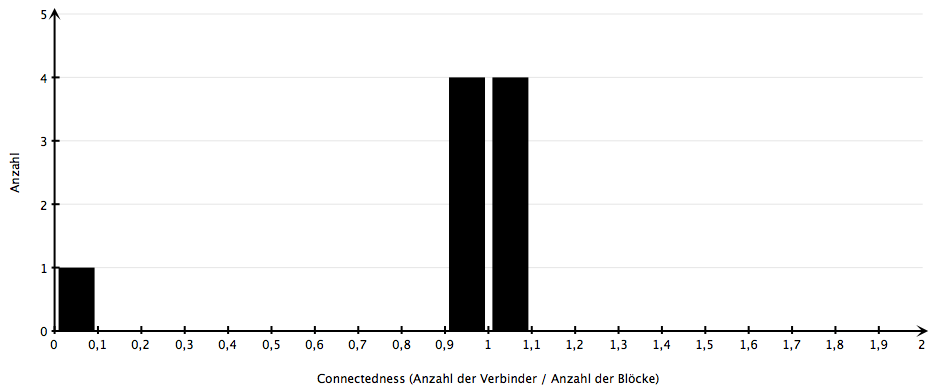 5
4
3
2
1
0
Anzahl
0 0,1 0,2 0,3 0,4 0,5 0,6 0,7 0,8 0,9 1 1,1 1,2 1,3 1,4 1,5 1,6 1,7 1,8 1,9 2
Connectedness (Anzahl der Verbinder / Anzahl der Blöcke)